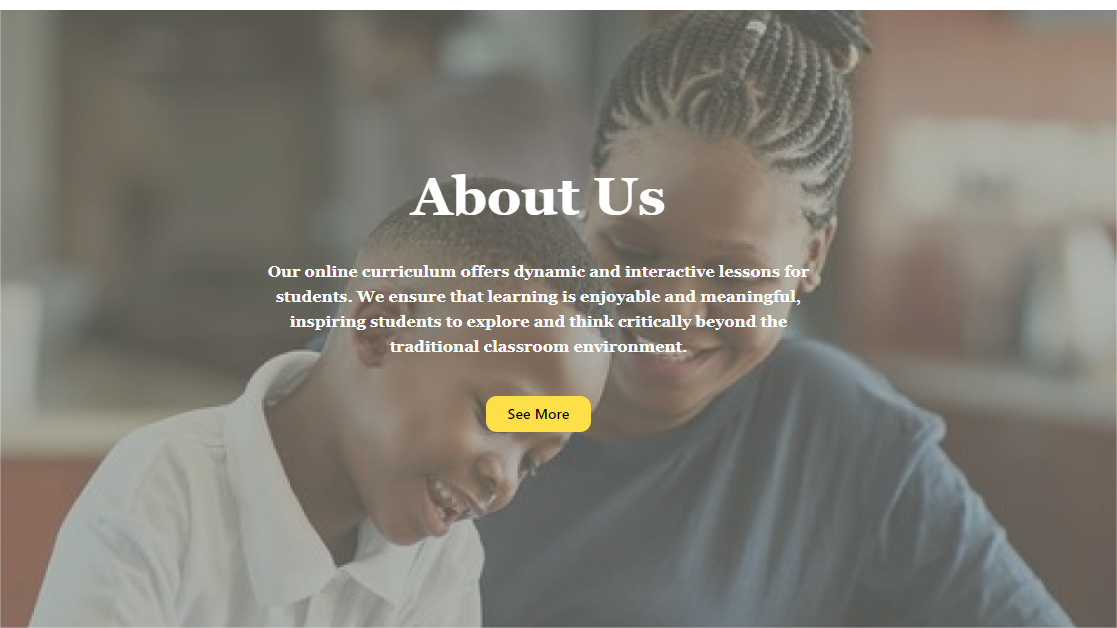 About Us
Our online curriculum offers dynamic and interactive lessons for
students. We ensure that learning is enjoyable and meaningful,
inspiring students to explore and think critically beyond the
traditional classroom environment.
See More